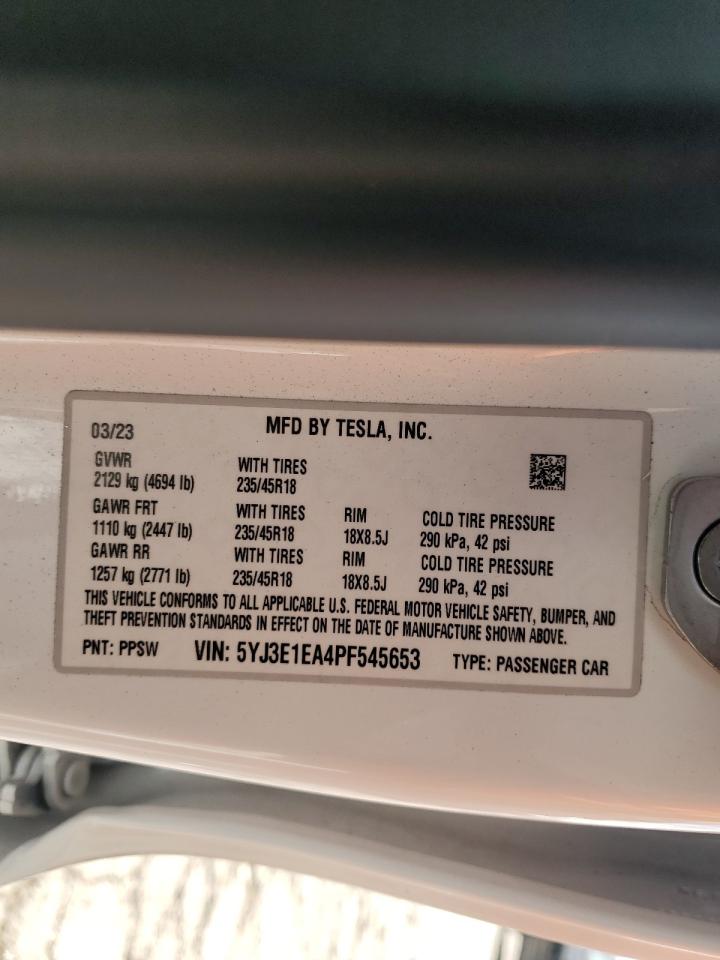 MFD BY TESLA, INC.
03/23
GVWR
2129 kg (4694 lb)
WITH TIRES
235/45R18
GAWR FRT
1110 kg (2447 lb)
WITH TIRES
235/45R18
RIM
18X8.5J
COLD TIRE PRESSURE
290 kPa, 42 psi
GAWR RR
1257 kg (2771 lb)
WITH TIRES
235/45R18
RIM
18X8.5J
COLD TIRE PRESSURE
290 kPa, 42 psi
THIS VEHICLE CONFORMS TO ALL APPLICABLE U.S. FEDERAL MOTOR VEHICLE SAFETY, BUMPER, AND
THEFT PREVENTION STANDARDS IN EFFECT ON THE DATE OF MANUFACTURE SHOWN ABOVE.
PNT: PPSW VIN: 5YJ3E1EA4PF545653 TYPE: PASSENGER CAR